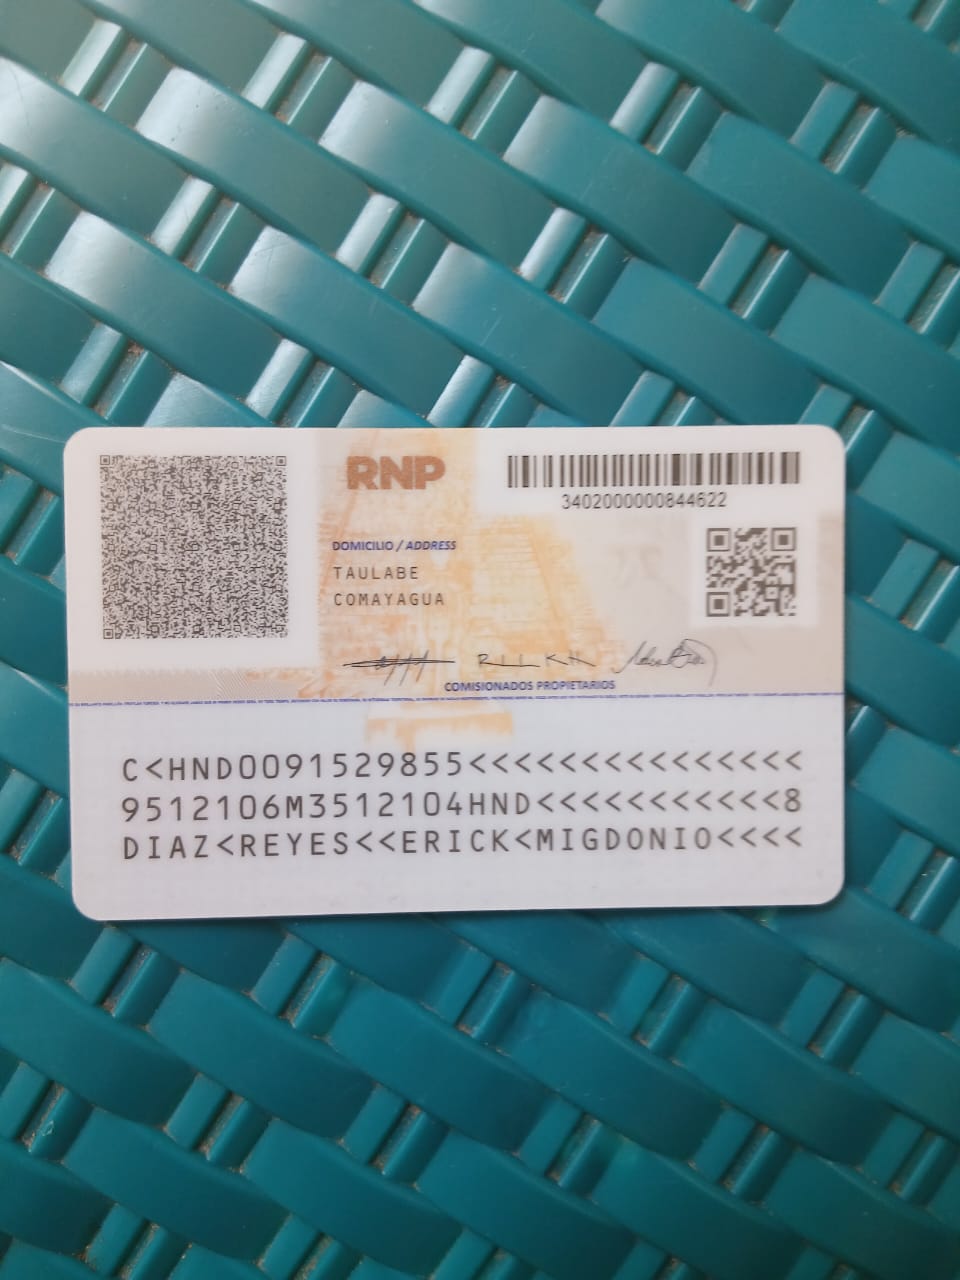 RNP
3402000000844622
DOMICILIO / ADDRESS
TAULABE
COMAYAGUA
COMISIONADOS PROPIETARIOS
C<HND0091529855<<<<<<<<<<<<<<<
9512106M3512104HND<<<<<<<<<<<8
DIAZ<REYES<<ERICK<MIGDONIO<<<<